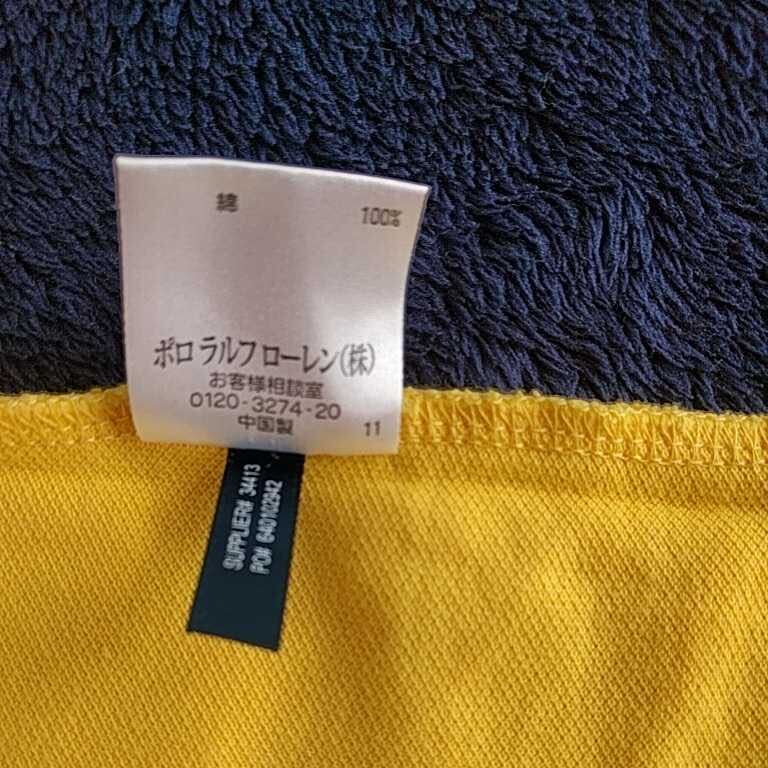 綿 100%
ポロ ラルフ ローレン(株)
お客様相談室
0120-3274-20
中国製 11
SUPPLIER# 34413
PO# 640102942